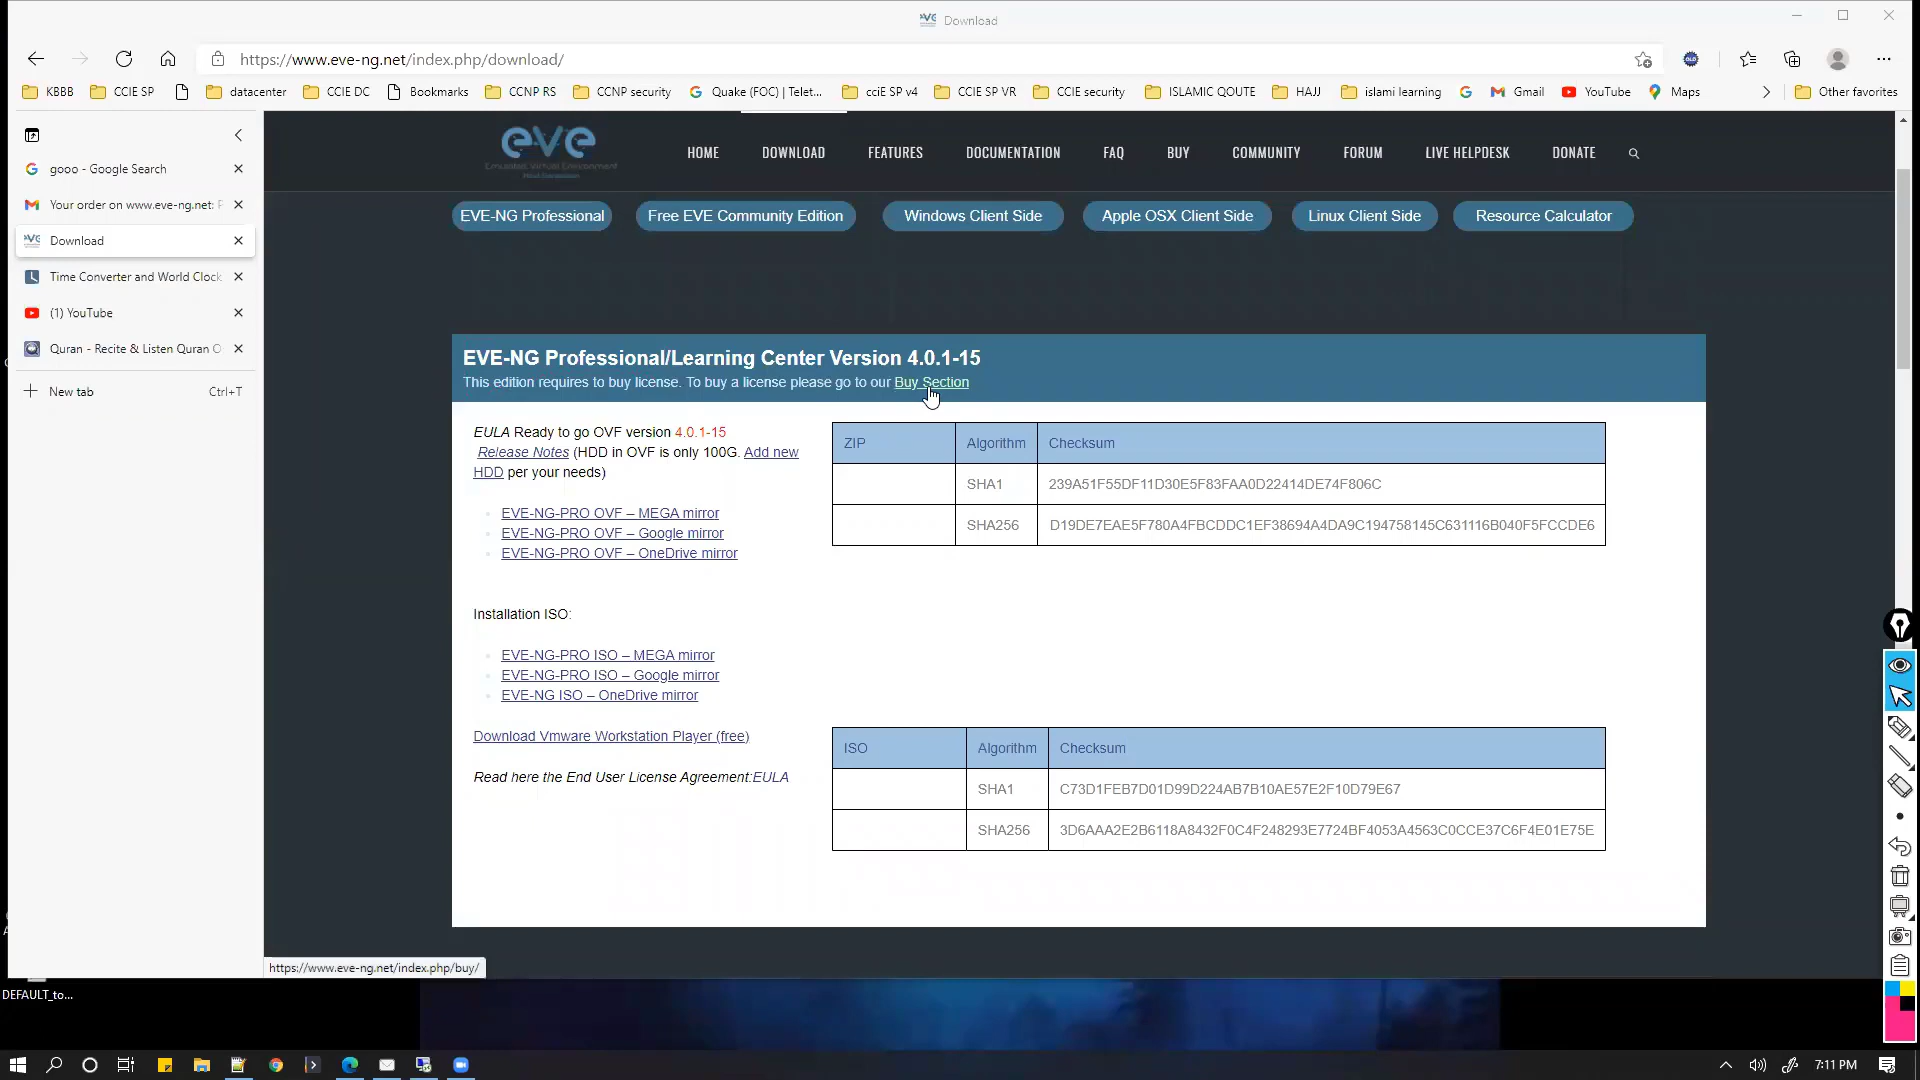 Download
https://www.eve-ng.net/index.php/download/
KBBB
CCIE SP
datacenter
CCIE DC
Bookmarks
CCNP RS
CCNP security
Quake (FOC) | Telet...
cciE SP v4
CCIE SP VR
CCIE security
ISLAMIC QOUTE
HAJJ
islami learning
Gmail
YouTube
Maps
Other favorites
gooo - Google Search
Your order on www.eve-ng.net:
Download
Time Converter and World Clock
(1) YouTube
Quran - Recite & Listen Quran O
New tab Ctrl+T
eve
Emulated Virtual Environment
HOME DOWNLOAD FEATURES DOCUMENTATION FAQ BUY COMMUNITY FORUM LIVE HELPDESK DONATE
EVE-NG Professional
Free EVE Community Edition
Windows Client Side
Apple OSX Client Side
Linux Client Side
Resource Calculator
EVE-NG Professional/Learning Center Version 4.0.1-15
This edition requires to buy license. To buy a license please go to our Buy Section
EULA Ready to go OVF version 4.0.1-15
Release Notes (HDD in OVF is only 100G. Add new
HDD per your needs)
EVE-NG-PRO OVF – MEGA mirror
EVE-NG-PRO OVF – Google mirror
EVE-NG-PRO OVF – OneDrive mirror
Installation ISO:
EVE-NG-PRO ISO – MEGA mirror
EVE-NG-PRO ISO – Google mirror
EVE-NG ISO – OneDrive mirror
Download Vmware Workstation Player (free)
Read here the End User License Agreement:EULA
ZIP Algorithm Checksum
SHA1 239A51F55DF11D30E5F83FAA0D22414DE74F806C
SHA256 D19DE7EAE5F780A4FBCDDC1EF38694A4DA9C194758145C631116B040F5FCCDE6
ISO Algorithm Checksum
SHA1 C73D1FEB7D01D99D224AB7B10AE57E2F10D79E67
SHA256 3D6AAA2E2B6118A8432F0C4F248293E7724BF4053A4563C0CCE37C6F4E01E75E
https://www.eve-ng.net/index.php/buy/
DEFAULT_to...
7:11 PM